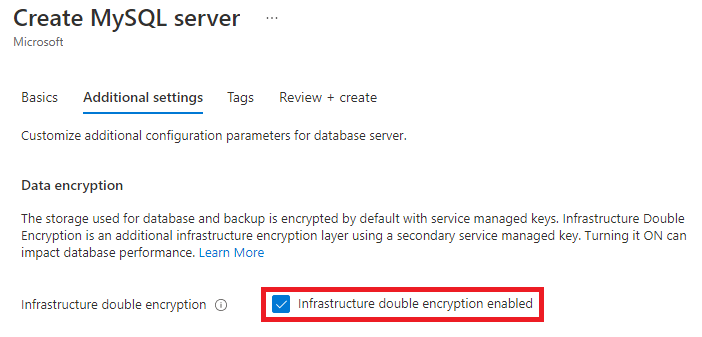 Create MySQL server ...
Microsoft
Basics Additional settings Tags Review + create
Customize additional configuration parameters for database server.
Data encryption
The storage used for database and backup is encrypted by default with service managed keys. Infrastructure Double
Encryption is an additional infrastructure encryption layer using a secondary service managed key. Turning it ON can
impact database performance. Learn More
Infrastructure double encryption Infrastructure double encryption enabled